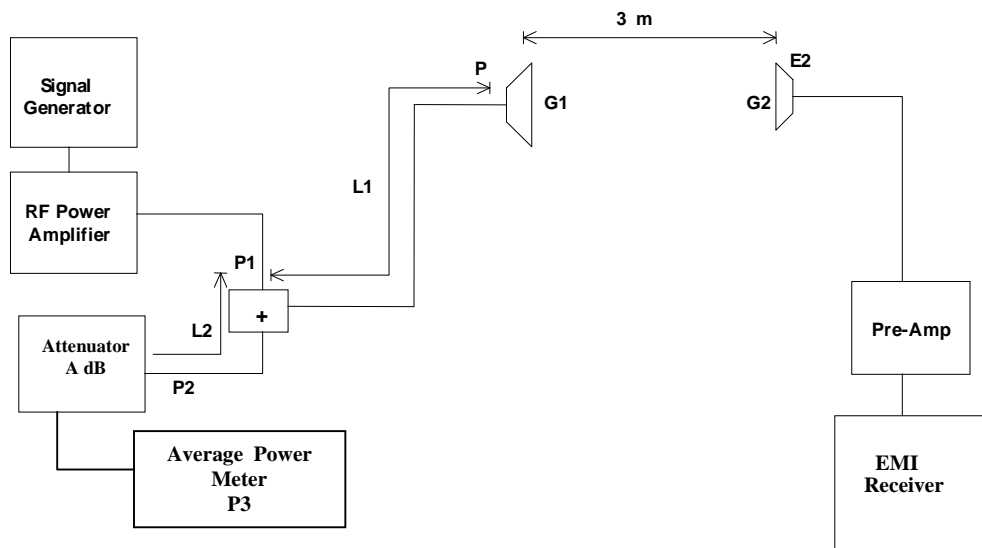 3 m
Signal
Generator
P
E2
G1
G2
L1
RF Power
Amplifier
P1
+
L2
Attenuator
A dB
P2
Pre-Amp
Average Power
Meter
P3
EMI
Receiver